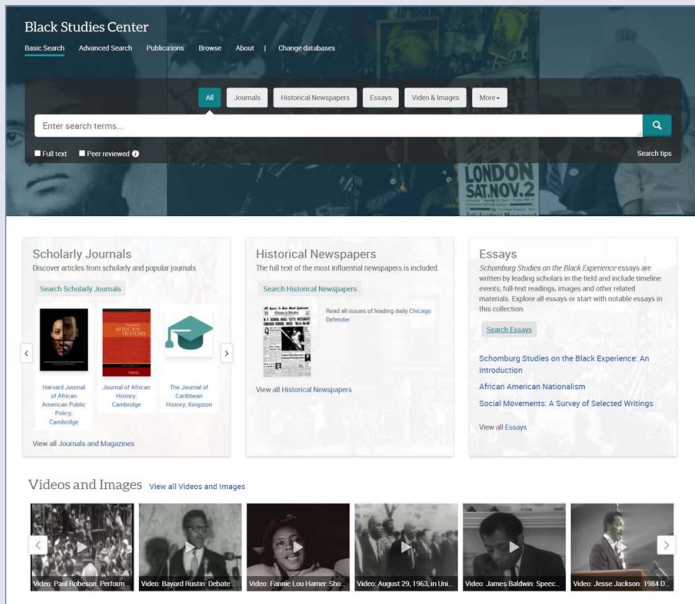 Black Studies Center
Basic Search Advanced Search Publications Browse About | Change databases
All Journals Historical Newspapers Essays Video & Images More
Enter search terms...
Full text Peer reviewed Search tips
LONDON
SAT.NOV.2
Scholarly Journals
Discover articles from scholarly and popular journals.
Search Scholarly Journals
Harvard Journal
of African
American Public
Policy;
Cambridge
Journal of African
History;
Cambridge
The Journal of
Caribbean
History; Kingston
View all Journals and Magazines
Historical Newspapers
The full text of the most influential newspapers is included.
Search Historical Newspapers
Read all issues of leading daily Chicago
Defender
View all Historical Newspapers
Essays
Schomburg Studies on the Black Experience essays are
written by leading scholars in the field and include timeline
events, full-text readings, images and other related
materials. Explore all essays or start with notable essays in
this collection.
Search Essays
Schomburg Studies on the Black Experience: An
Introduction
African American Nationalism
Social Movements: A Survey of Selected Writings
View all Essays
Videos and Images View all Videos and Images
Video: Paul Robeson: Perform...
Video: Bayard Rustin: Debate...
Video: Fannie Lou Hamer: Sho...
Video: August 29, 1963, in Uni...
Video: James Baldwin: Speec...
Video: Jesse Jackson: 1984 D...